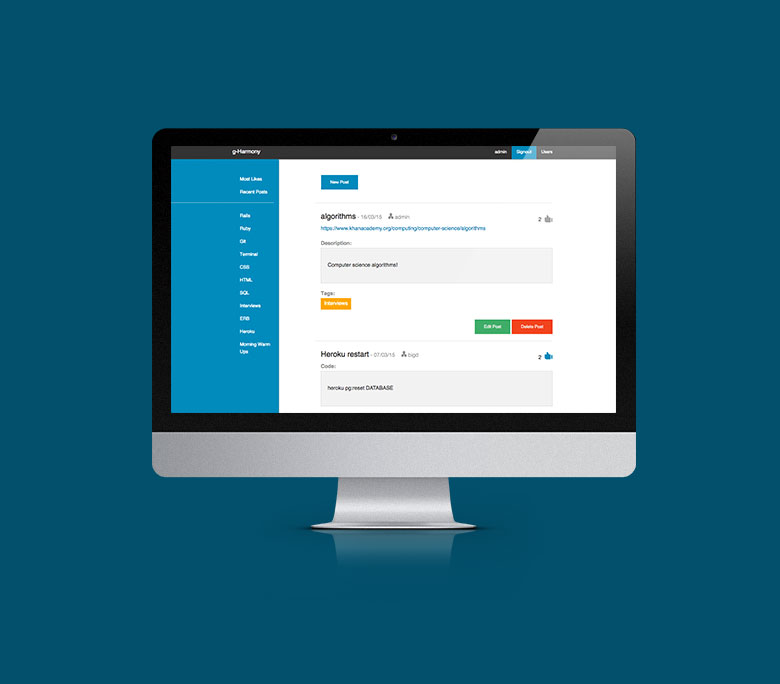 g-Harmony
admin Signout Users
Most Likes
Recent Posts
Rails
Ruby
Git
Terminal
CSS
HTML
SQL
Interviews
ERB
Heroku
Morning Warm
Ups
New Post
algorithms - 16/03/15 admin 2
https://www.khanacademy.org/computing/computer-science/algorithms
Description:
Computer science algorithms!
Tags:
Interviews
Edit Post Delete Post
Heroku restart - 07/03/15 bigd 2
Code:
heroku pg:reset DATABASE